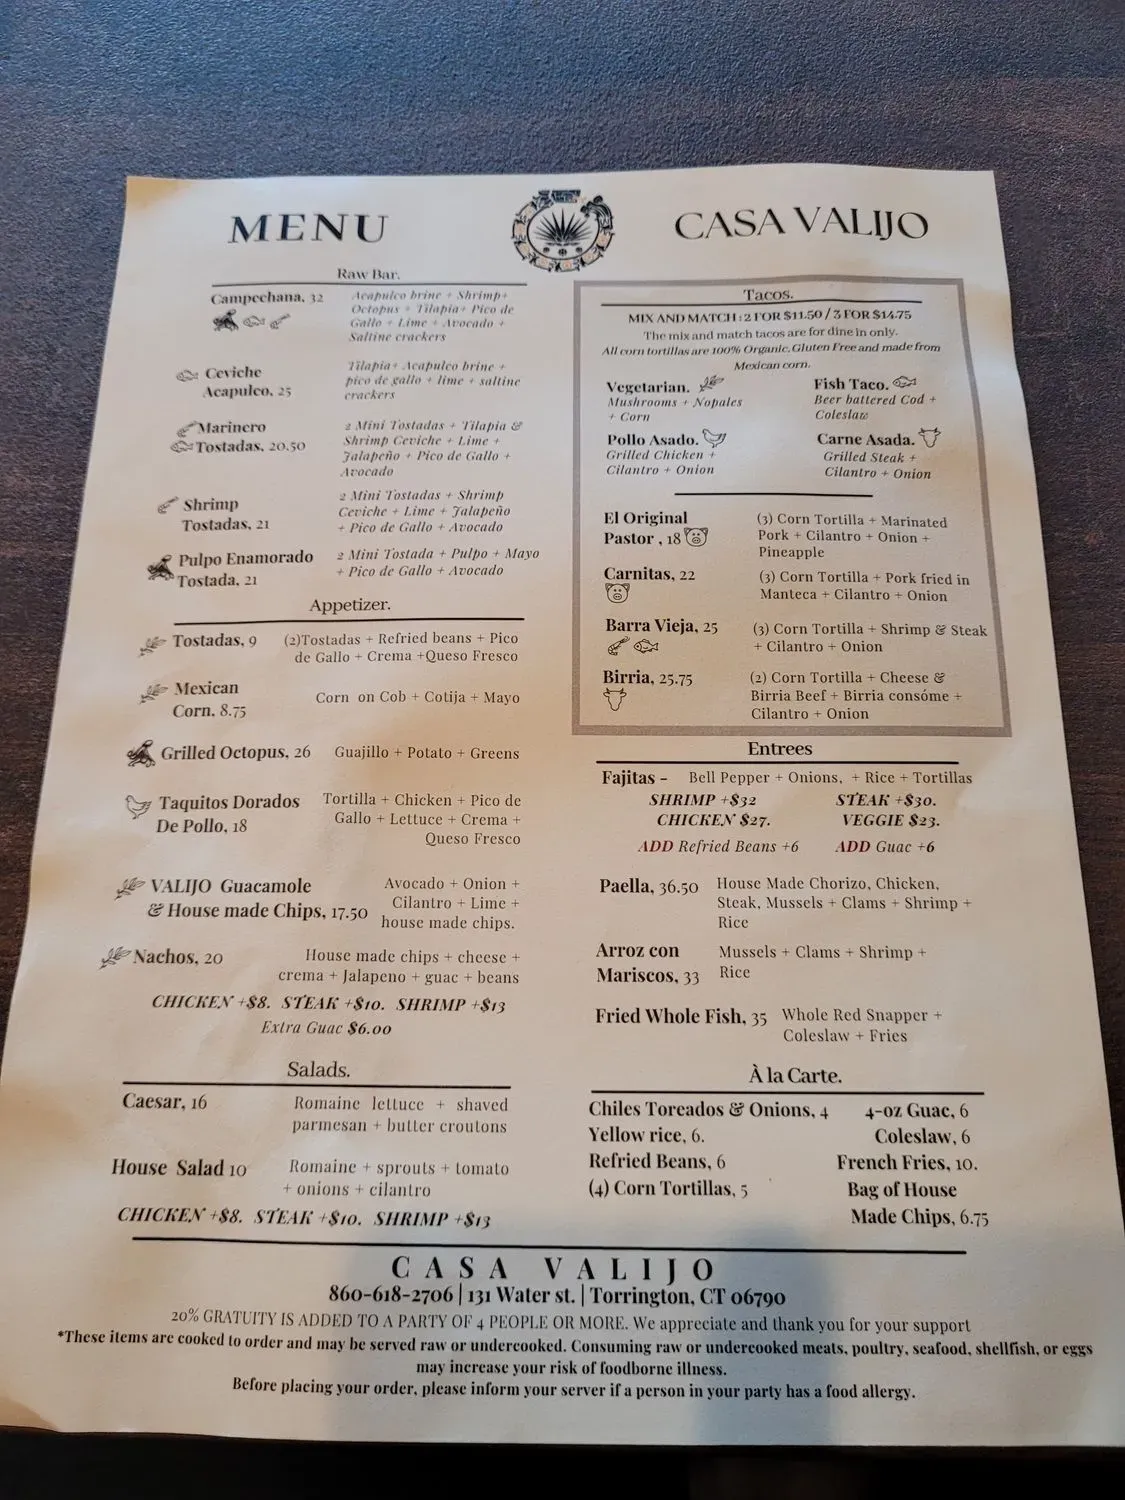 MENU
CASA VALIJO
Raw Bar.
Campechana, 32
Acapulco brine + Shrimp+
Octopus + Tilapia+ Pico de
Gallo + Lime + Avocado +
Saltine crackers
Ceviche
Acapulco, 25
Tilapia+ Acapulco brine +
pico de gallo + lime + saltine
crackers
Marinero
Tostadas, 20.50
2 Mini Tostadas + Tilapia &
Shrimp Ceviche + Lime +
Jalapeño + Pico de Gallo +
Avocado
Shrimp
Tostadas, 21
2 Mini Tostadas + Shrimp
Ceviche + Lime + Jalapeño
+ Pico de Gallo + Avocado
Pulpo Enamorado
Tostada, 21
2 Mini Tostada + Pulpo + Mayo
+ Pico de Gallo + Avocado
Appetizer.
Tostadas, 9
(2)Tostadas + Refried beans + Pico
de Gallo + Crema +Queso Fresco
Mexican
Corn, 8.75
Corn on Cob + Cotija + Mayo
Grilled Octopus, 26
Guajillo + Potato + Greens
Taquitos Dorados
De Pollo, 18
Tortilla + Chicken + Pico de
Gallo + Lettuce + Crema +
Queso Fresco
VALIJO Guacamole
& House made Chips, 17.50
Avocado + Onion +
Cilantro + Lime +
house made chips.
Nachos, 20
House made chips + cheese +
crema + Jalapeno + guac + beans
CHICKEN +$8. STEAK +$10. SHRIMP +$13
Extra Guac $6.00
Salads.
Caesar, 16
Romaine lettuce + shaved
parmesan + butter croutons
House Salad 10
Romaine + sprouts + tomato
+ onions + cilantro
CHICKEN +$8. STEAK +$10. SHRIMP +$13
Tacos.
MIX AND MATCH : 2 FOR $11.50 / 3 FOR $14.75
The mix and match tacos are for dine in only.
All corn tortillas are 100% Organic, Gluten Free and made from
Mexican corn.
Vegetarian.
Mushrooms + Nopales
+ Corn
Fish Taco.
Beer battered Cod +
Coleslaw
Pollo Asado.
Grilled Chicken +
Cilantro + Onion
Carne Asada.
Grilled Steak +
Cilantro + Onion
El Original
Pastor , 18
(3) Corn Tortilla + Marinated
Pork + Cilantro + Onion +
Pineapple
Carnitas, 22
(3) Corn Tortilla + Pork fried in
Manteca + Cilantro + Onion
Barra Vieja, 25
(3) Corn Tortilla + Shrimp & Steak
+ Cilantro + Onion
Birria, 25.75
(2) Corn Tortilla + Cheese &
Birria Beef + Birria consóme +
Cilantro + Onion
Entrees
Fajitas - Bell Pepper + Onions, + Rice + Tortillas
SHRIMP +$32 STEAK +$30.
CHICKEN $27. VEGGIE $23.
ADD Refried Beans +6 ADD Guac +6
Paella, 36.50
House Made Chorizo, Chicken,
Steak, Mussels + Clams + Shrimp +
Rice
Arroz con
Mariscos, 33
Mussels + Clams + Shrimp +
Rice
Fried Whole Fish, 35
Whole Red Snapper +
Coleslaw + Fries
À la Carte.
Chiles Toreados & Onions, 4
Yellow rice, 6.
Refried Beans, 6
(4) Corn Tortillas, 5
4-oz Guac, 6
Coleslaw, 6
French Fries, 10.
Bag of House
Made Chips, 6.75
CASA VALIJO
860-618-2706 | 131 Water st. | Torrington, CT 06790
20% GRATUITY IS ADDED TO A PARTY OF 4 PEOPLE OR MORE. We appreciate and thank you for your support
*These items are cooked to order and may be served raw or undercooked. Consuming raw or undercooked meats, poultry, seafood, shellfish, or eggs
may increase your risk of foodborne illness.
Before placing your order, please inform your server if a person in your party has a food allergy.